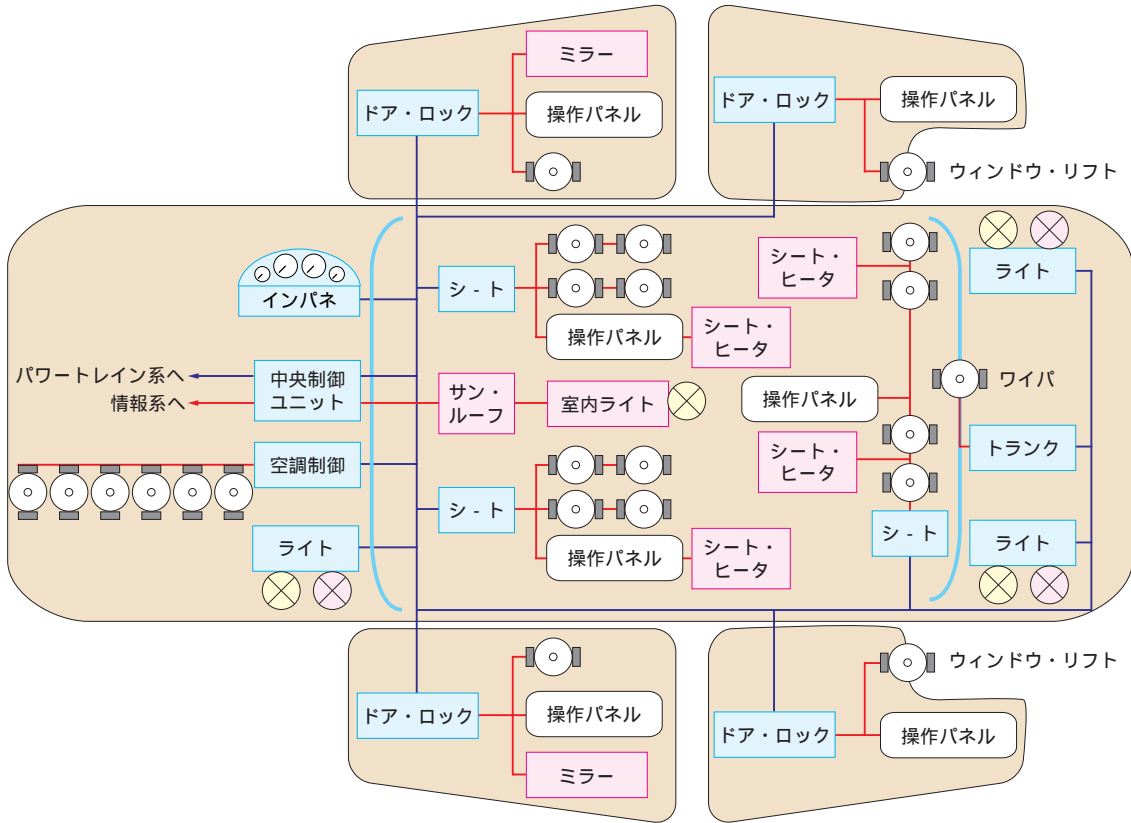 ミラー
ドア・ロック
操作パネル
ドア・ロック
操作パネル
ウィンドウ・リフト
インパネ
シ-ト
操作パネル
シート・
ヒータ
シート・
ヒータ
ライト
パワートレイン系へ
情報系へ
中央制御
ユニット
サン・
ルーフ
室内ライト
操作パネル
ワイパ
空調制御
シ-ト
操作パネル
シート・
ヒータ
シート・
ヒータ
トランク
ライト
シ-ト
ライト
ドア・ロック
操作パネル
ミラー
ウィンドウ・リフト
ドア・ロック
操作パネル